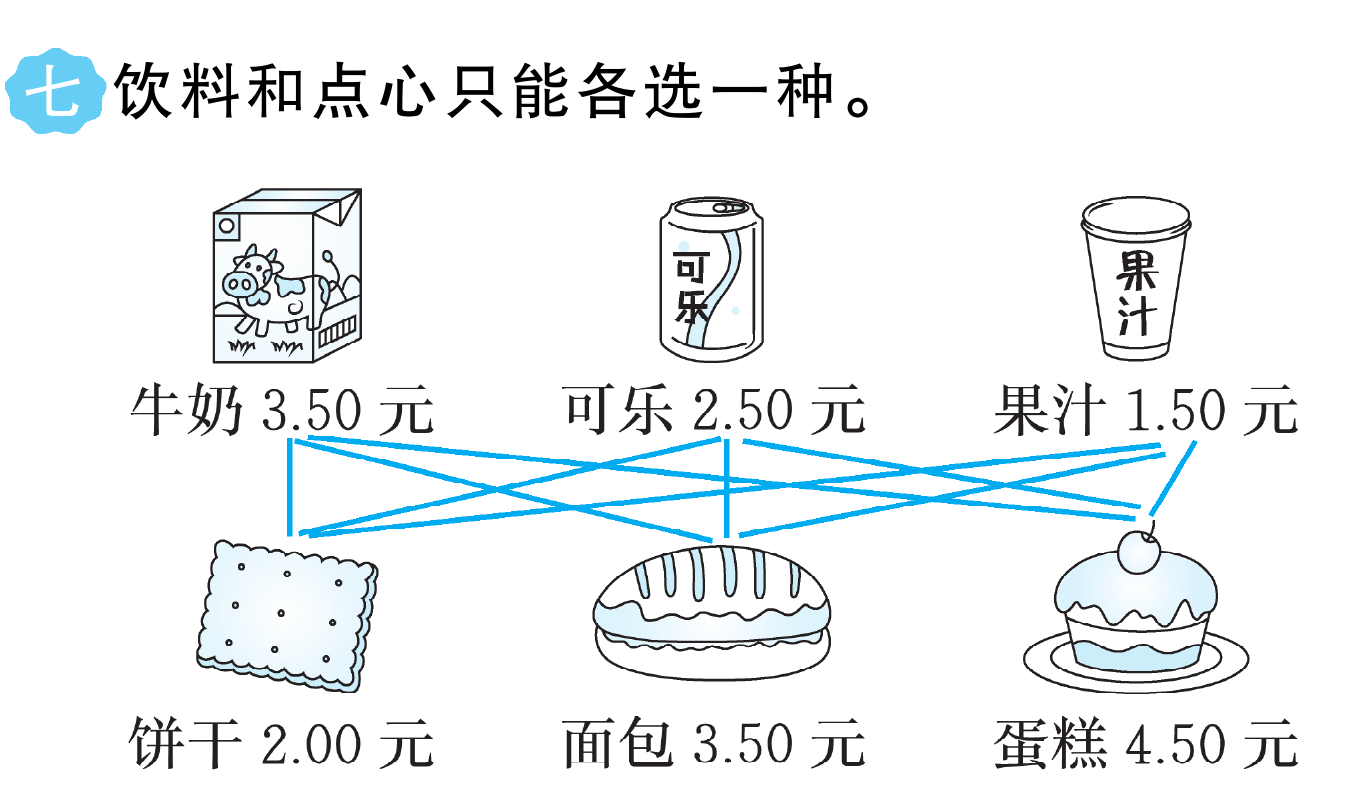 七 饮料和点心只能各选一种。
可乐
果汁
牛奶 3.50 元 可乐 2.50 元 果汁 1.50 元
饼干 2.00 元 面包 3.50 元 蛋糕 4.50 元